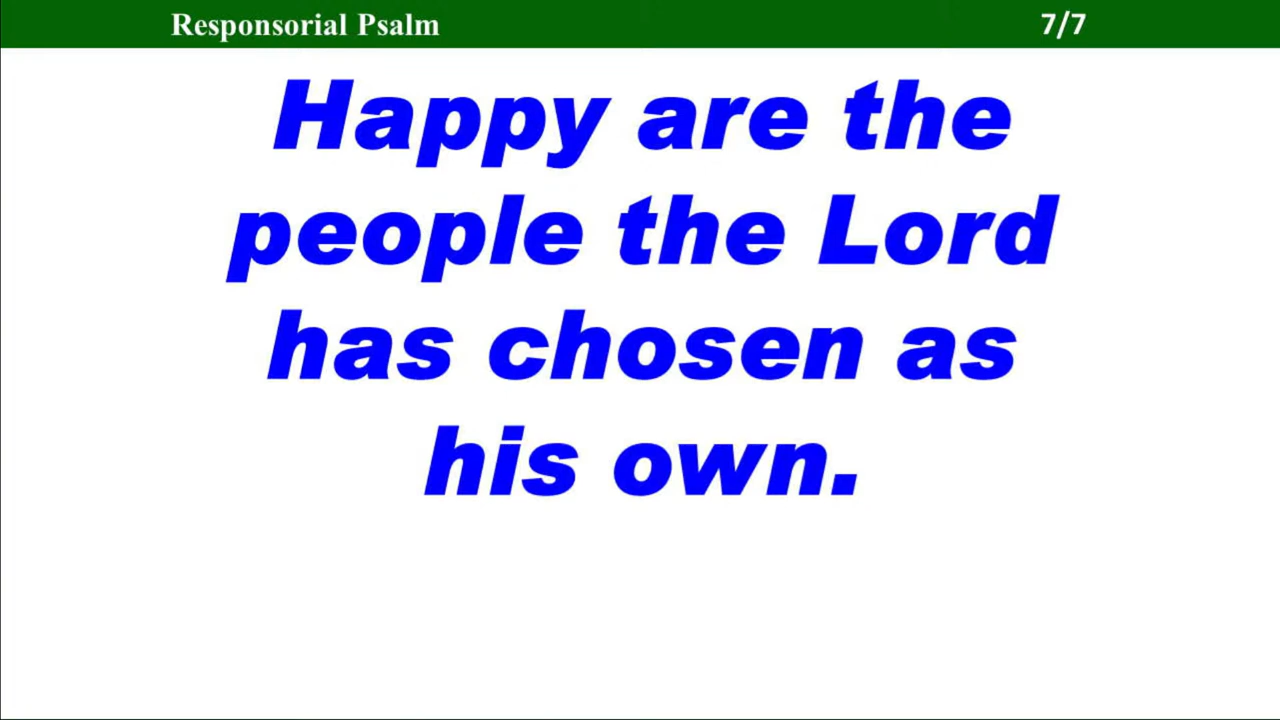 Responsorial Psalm 7/7
Happy are the
people the Lord
has chosen as
his own.